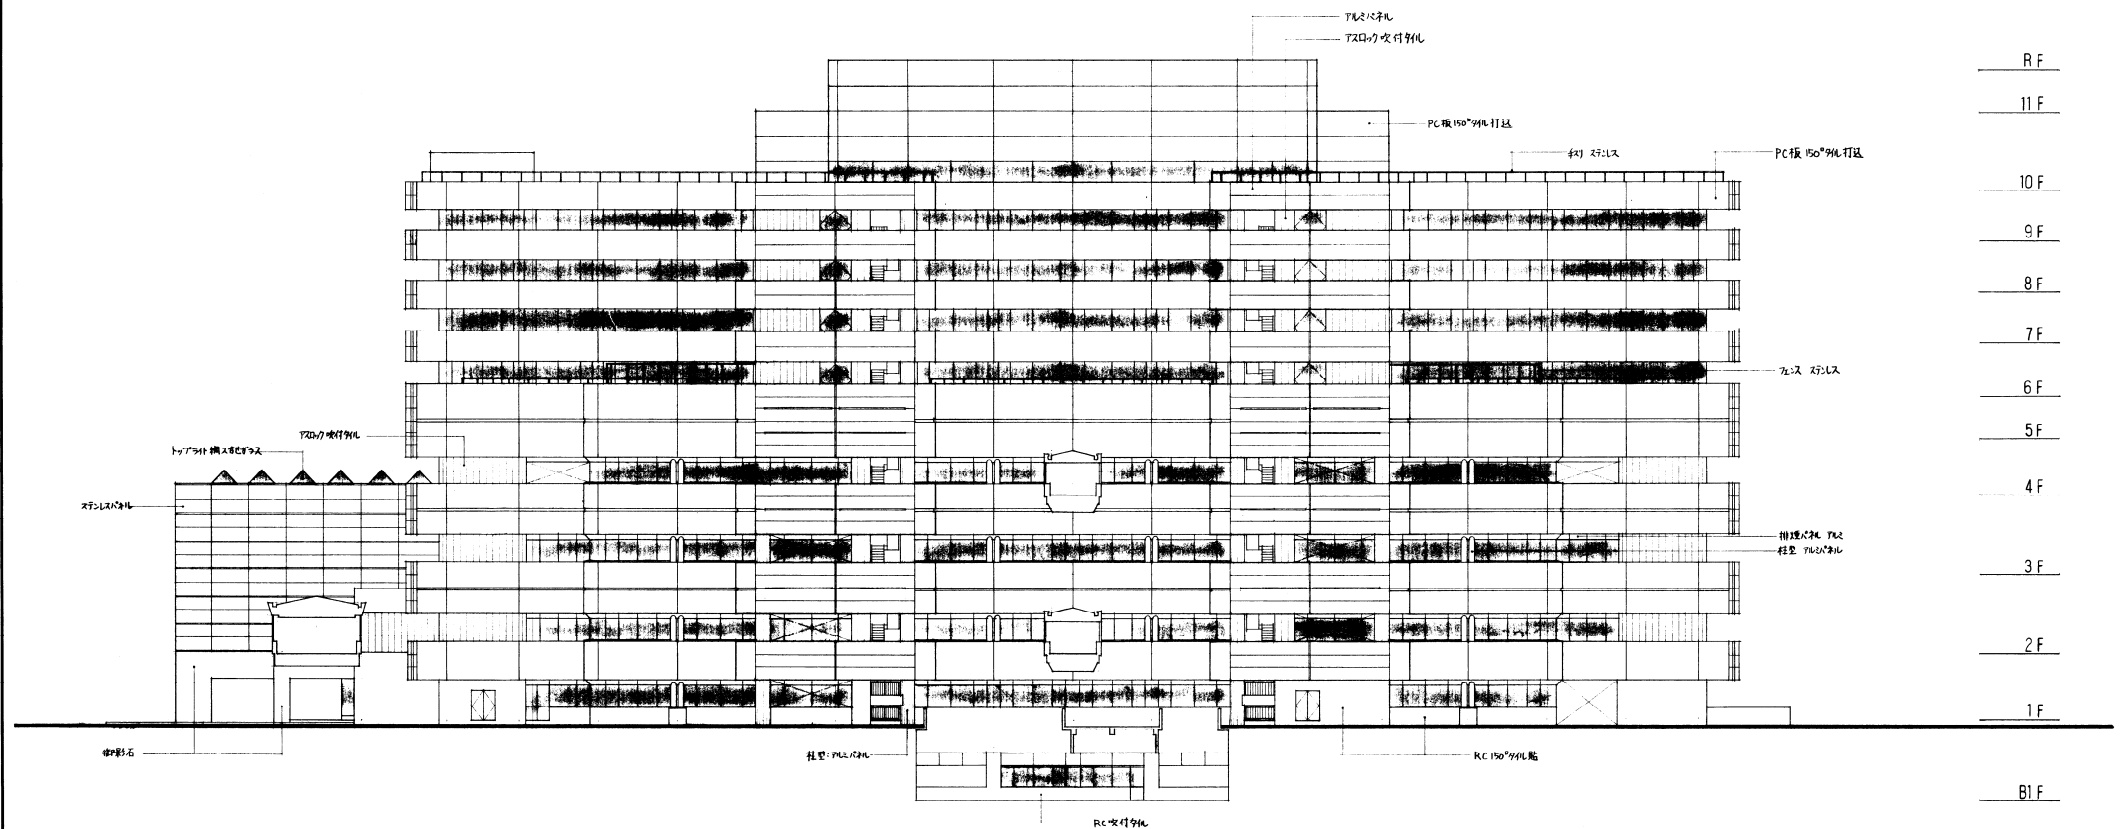 アルミパネル
アスロック吹付タイル
RF
11F
PC板150°タイル打込
手スリ ステンレス
PC板150°タイル打込
10F
9F
8F
7F
フェンス ステンレス
6F
5F
アスロック吹付タイル
トップライト網入型ガラス
4F
ステンレスパネル
排煙パネル アルミ
柱型 アルミパネル
3F
2F
1F
御影石
柱型:アルミパネル
RC150°タイル貼
B1F
RC吹付タイル